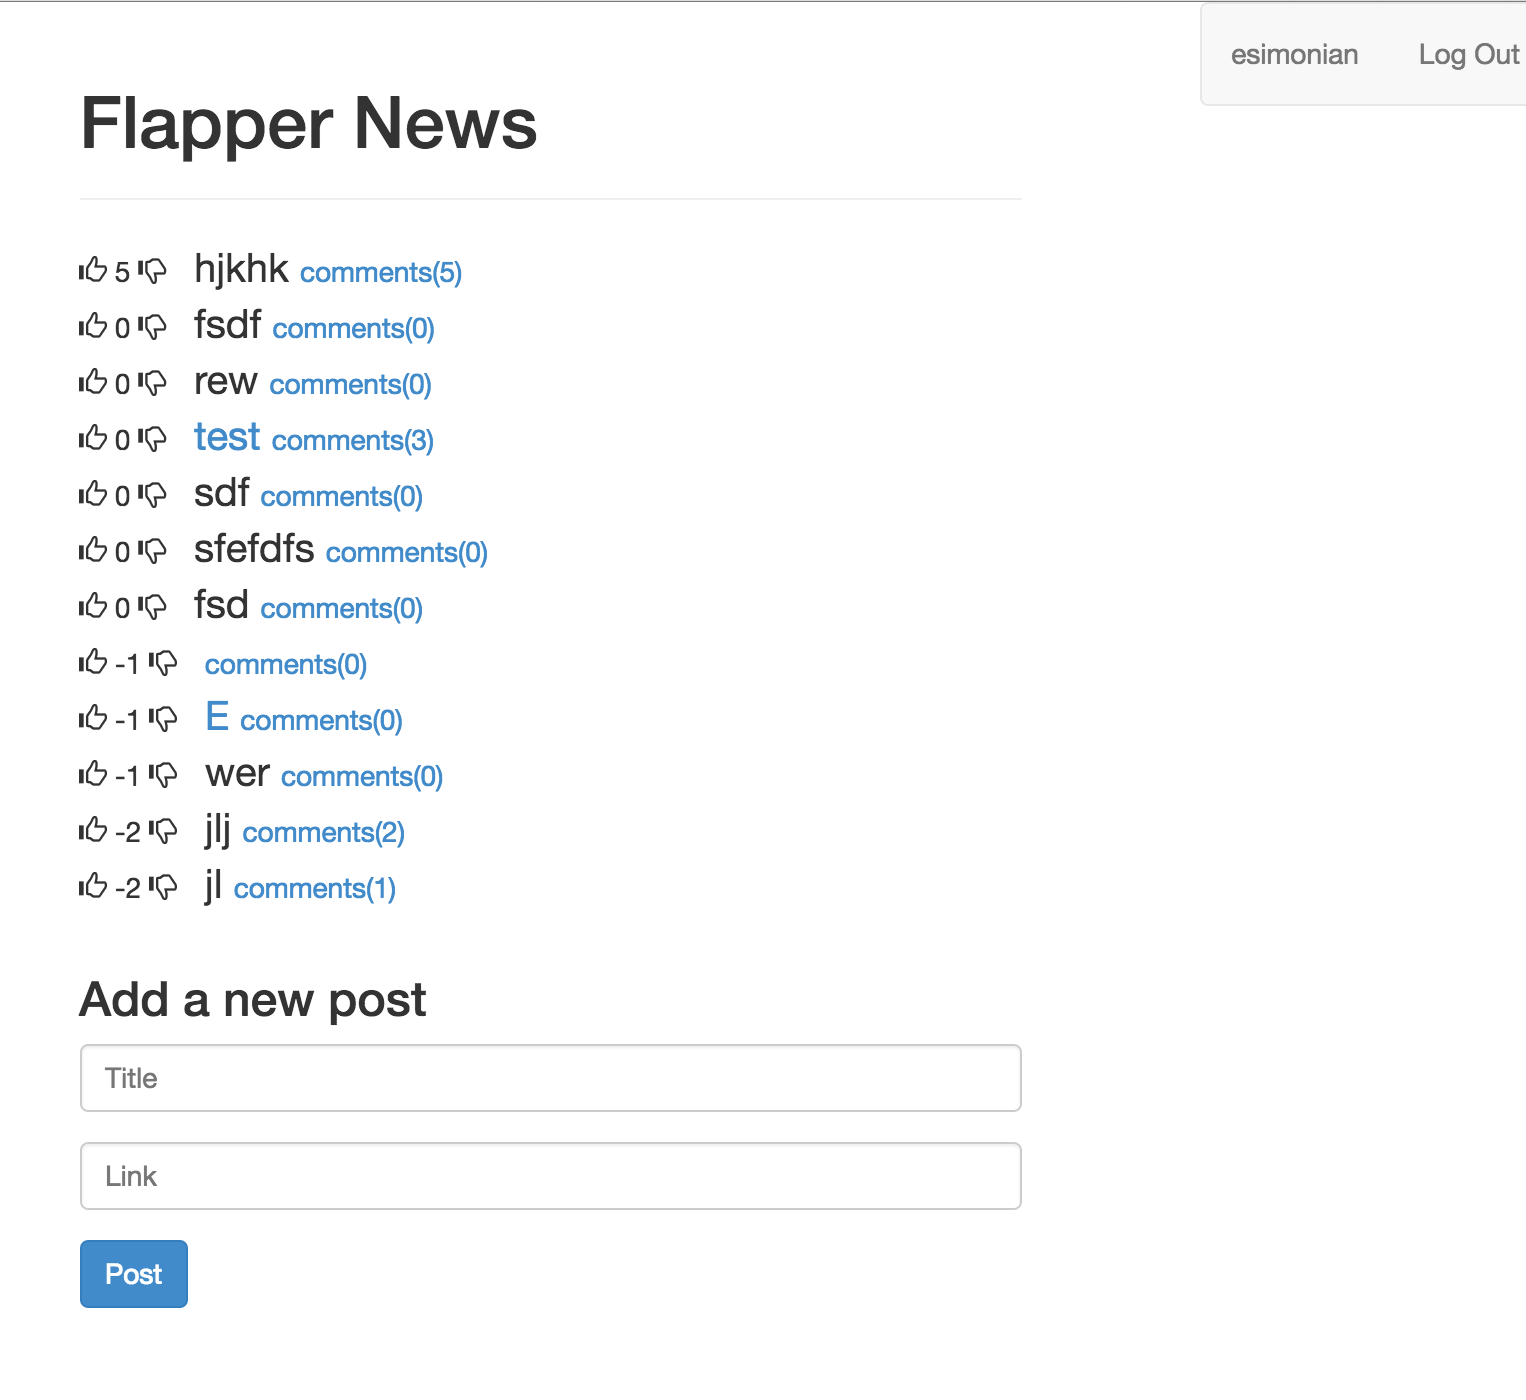 esimonian Log Out
Flapper News
5 hjkhk comments(5)
0 fsdf comments(0)
0 rew comments(0)
0 test comments(3)
0 sdf comments(0)
0 sfefdfs comments(0)
0 fsd comments(0)
-1 comments(0)
-1 E comments(0)
-1 wer comments(0)
-2 jlj comments(2)
-2 jl comments(1)
Add a new post
Title
Link
Post